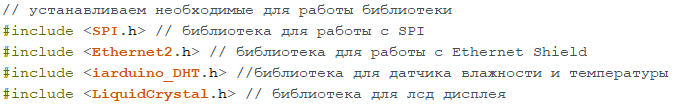 // устанавливаем необходимые для работы библиотеки
#include <SPI.h> // библиотека для работы с SPI
#include <Ethernet2.h> // библиотека для работы с Ethernet Shield
#include <iarduino_DHT.h> //библиотека для датчика влажности и температуры
#include <LiquidCrystal.h> // библиотека для лсд дисплея